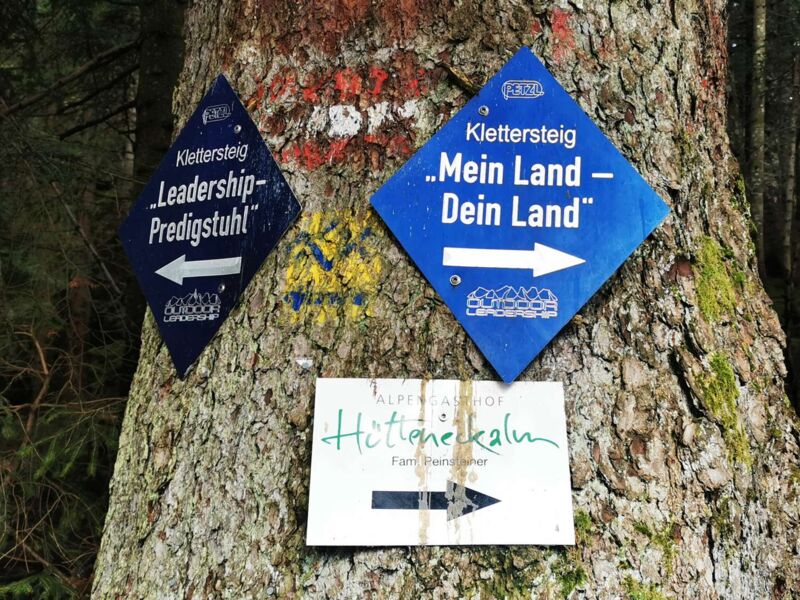 PETZL
Klettersteig
„Leadership-
Predigstuhl"
OUTDOOR
LEADERSHIP
PETZL
Klettersteig
„Mein Land –
Dein Land"
OUTDOOR
LEADERSHIP
ALPENGASTHOF
Hütteneckalm
Fam. Peinsteiner